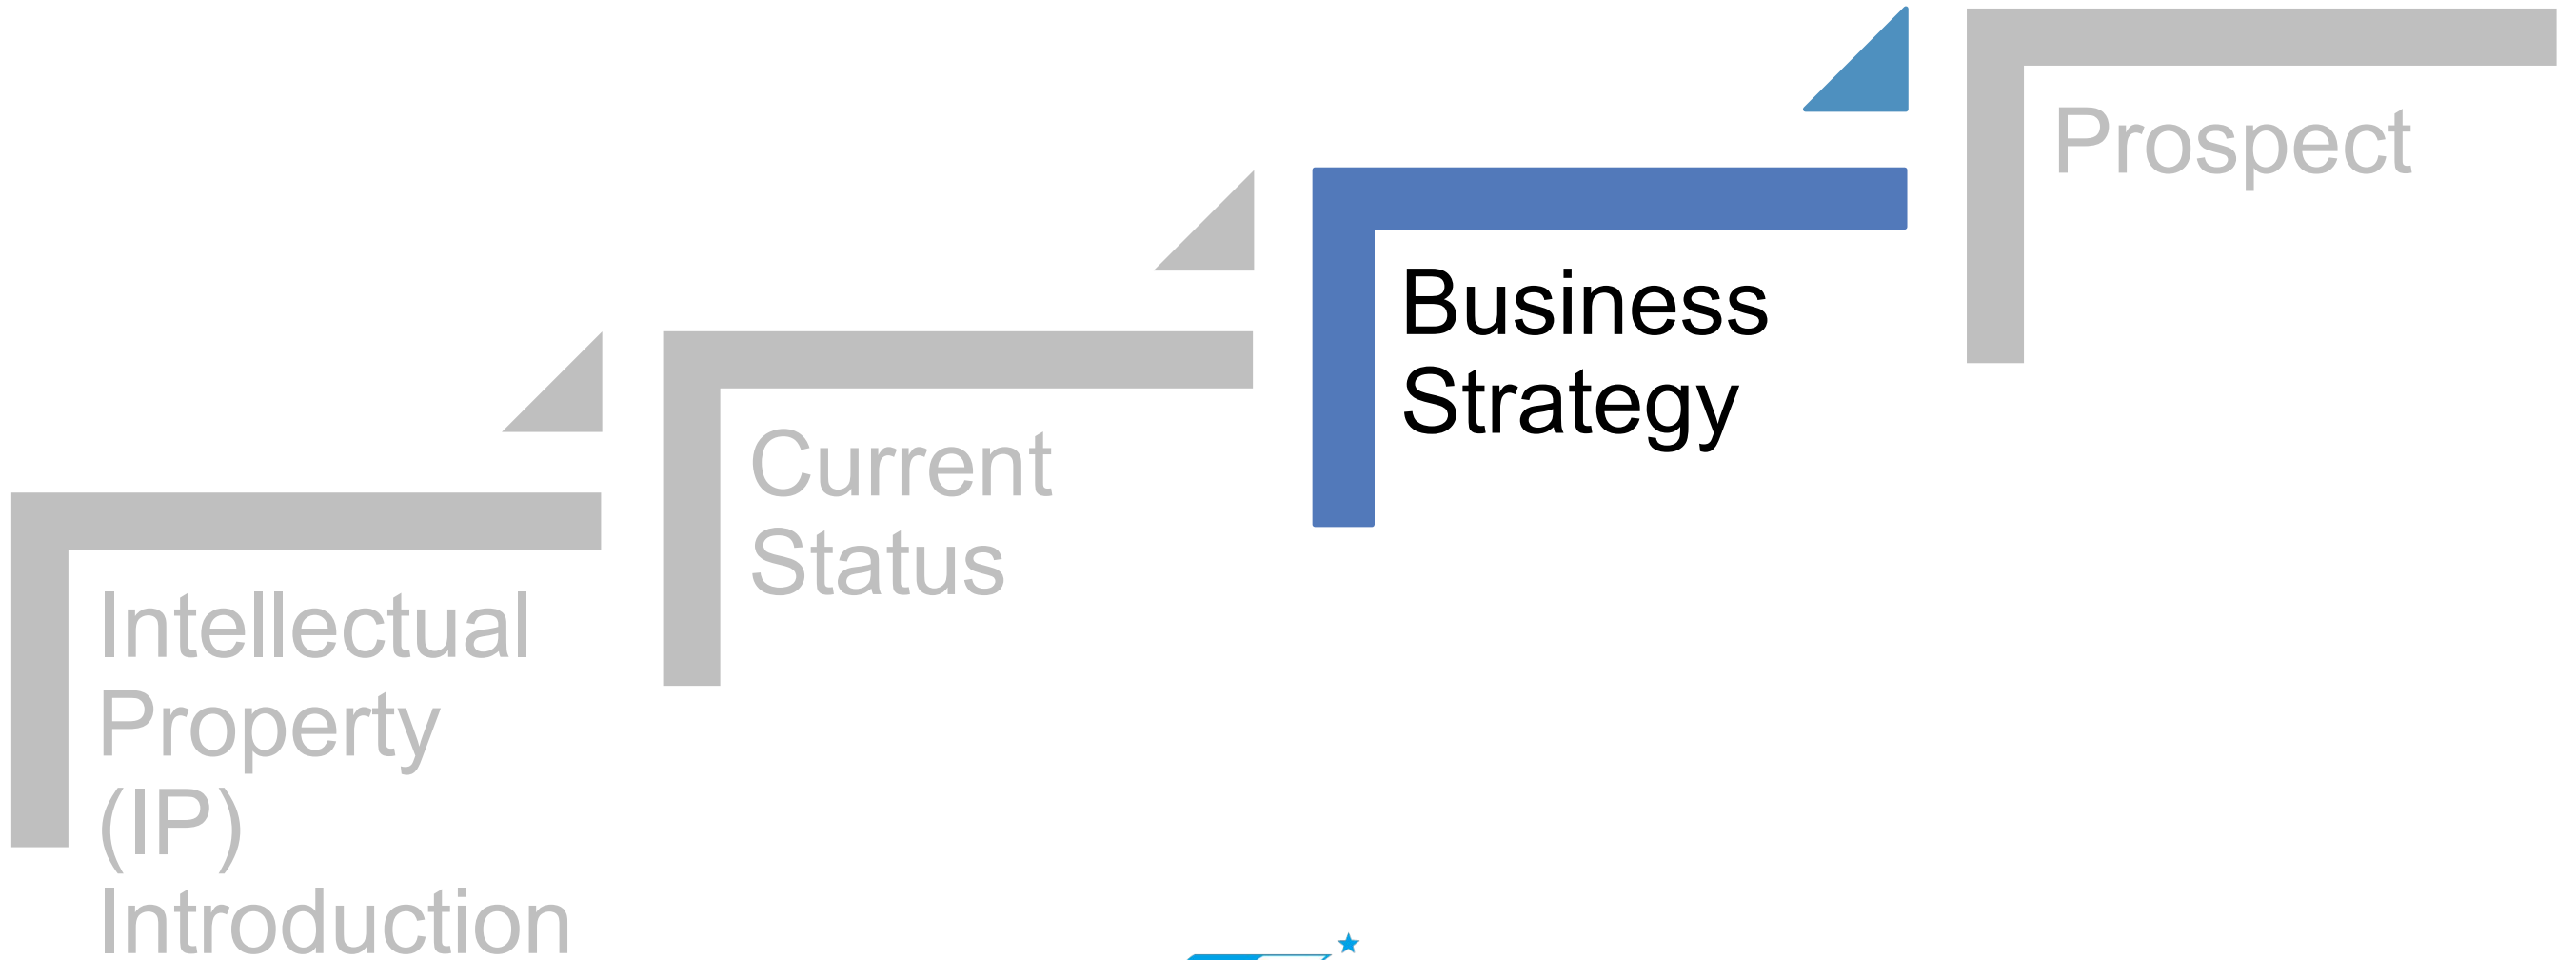 Intellectual
Property
(IP)
Introduction
Current
Status
Business
Strategy
Prospect